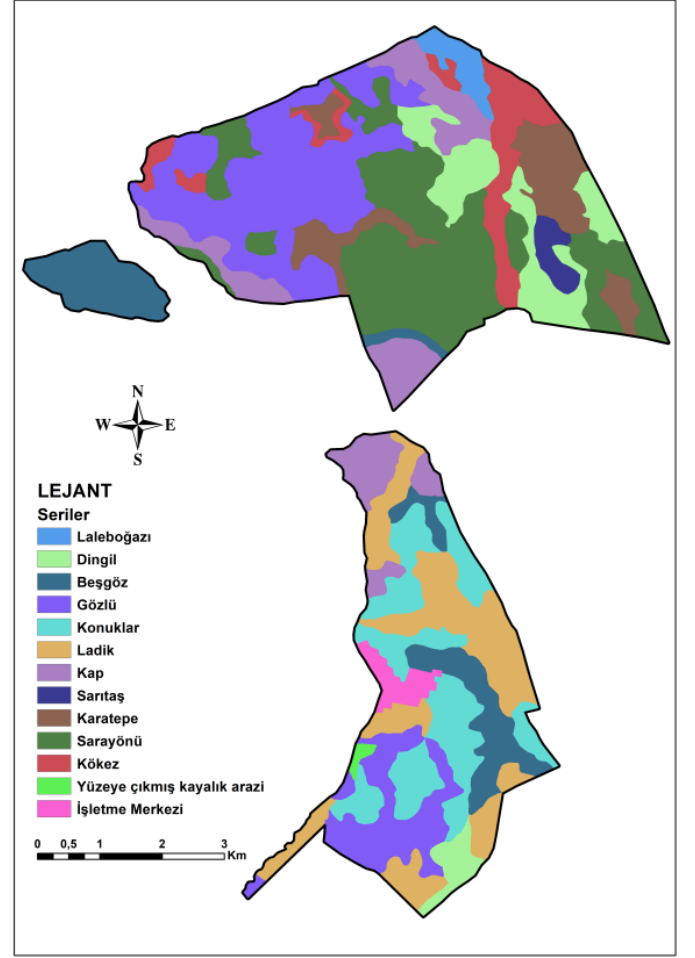 N
W E
S
LEJANT
Seriler
Laleboğazı
Dingil
Beşgöz
Gözlü
Konuklar
Ladik
Kap
Sarıtaş
Karatepe
Sarayönü
Kökez
Yüzeye çıkmış kayalık arazi
İşletme Merkezi
0 0,5 1 2 3
Km